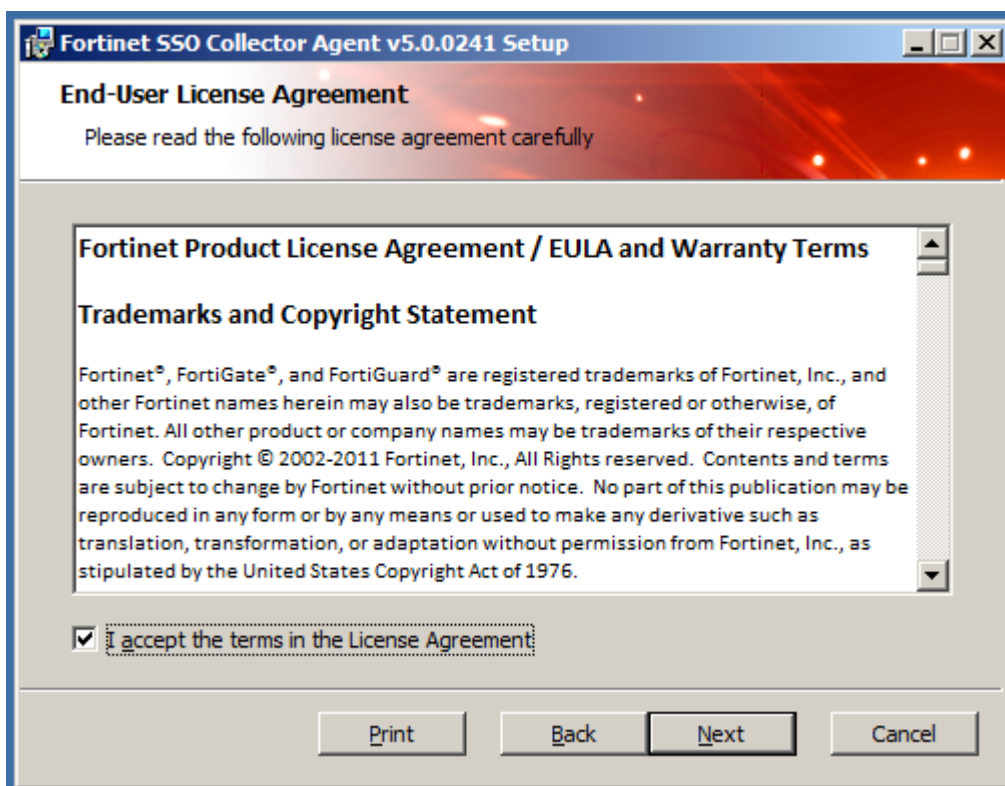 Fortinet SSO Collector Agent v5.0.0241 Setup
End-User License Agreement
Please read the following license agreement carefully
Fortinet Product License Agreement / EULA and Warranty Terms
Trademarks and Copyright Statement
Fortinet®, FortiGate®, and FortiGuard® are registered trademarks of Fortinet, Inc., and
other Fortinet names herein may also be trademarks, registered or otherwise, of
Fortinet. All other product or company names may be trademarks of their respective
owners.  Copyright © 2002-2011 Fortinet, Inc., All Rights reserved.  Contents and terms
are subject to change by Fortinet without prior notice.  No part of this publication may be
reproduced in any form or by any means or used to make any derivative such as
translation, transformation, or adaptation without permission from Fortinet, Inc., as
stipulated by the United States Copyright Act of 1976.
I accept the terms in the License Agreement
Print Back Next Cancel